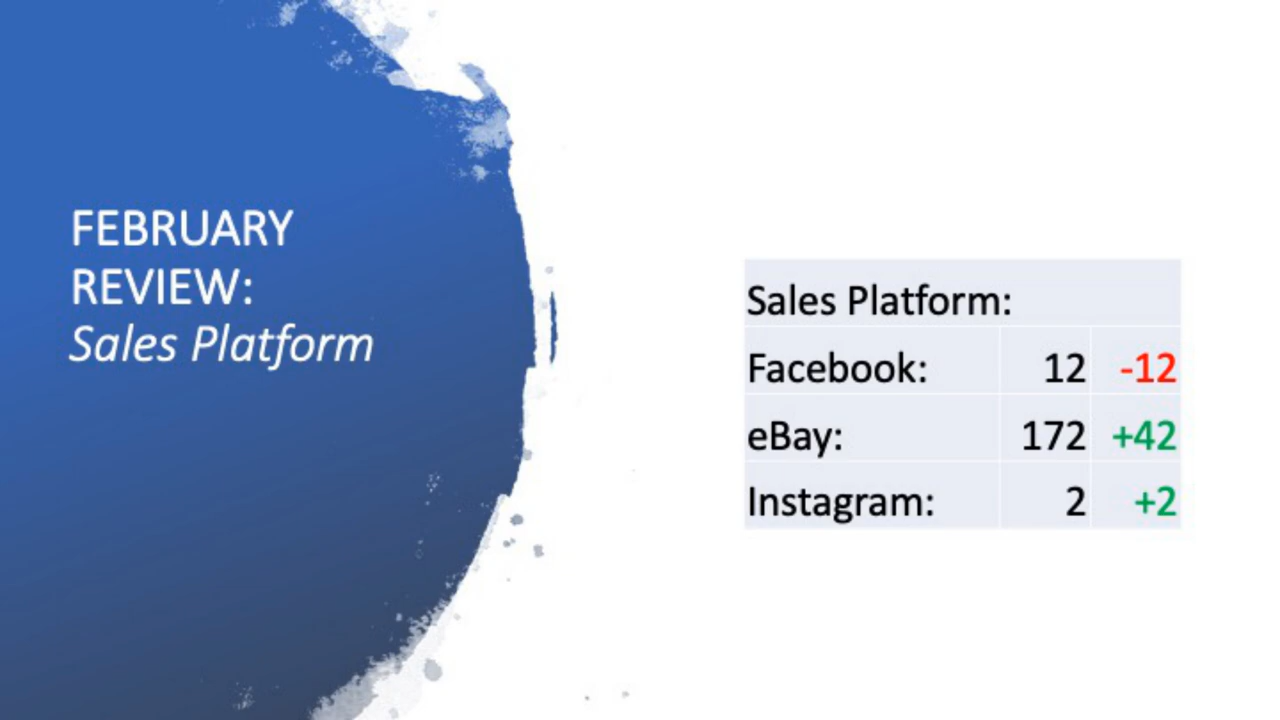 FEBRUARY
REVIEW:
Sales Platform
Sales Platform:
Facebook: 12 -12
eBay: 172 +42
Instagram: 2 +2